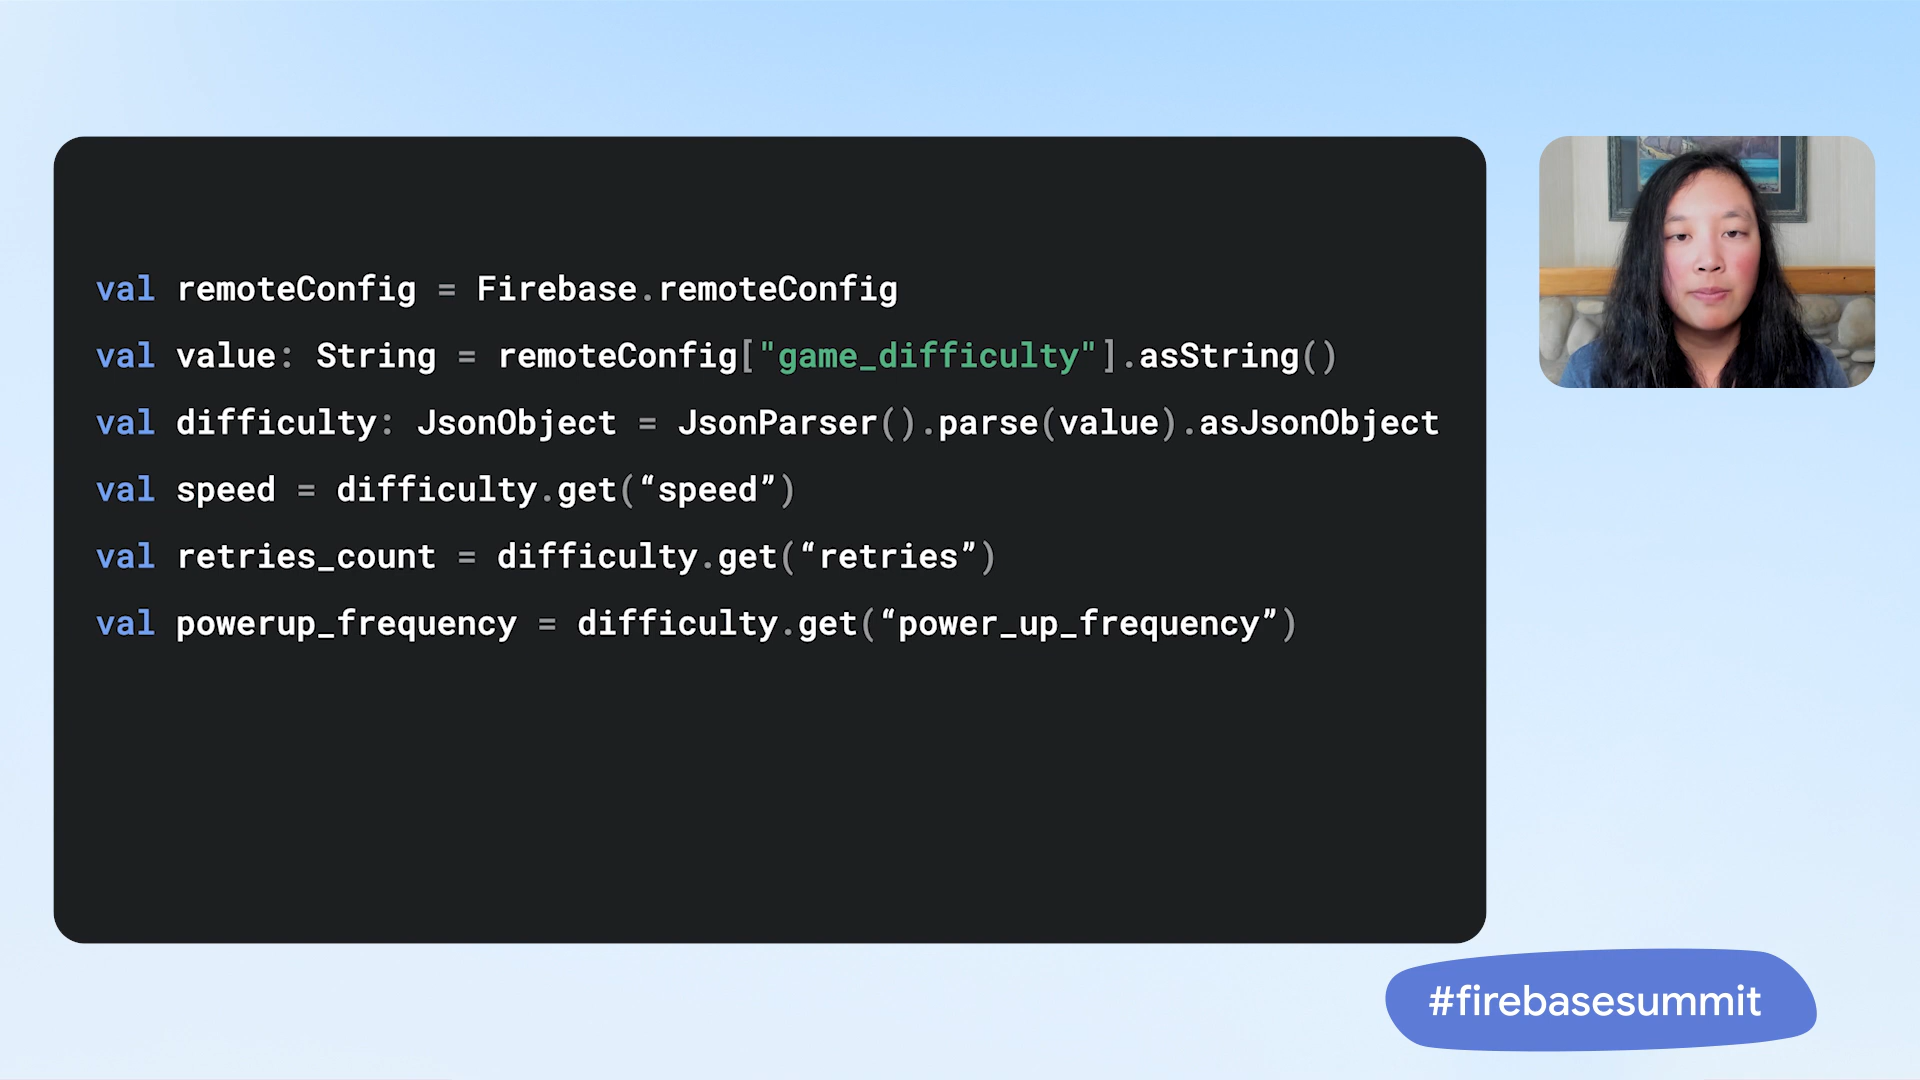 val remoteConfig = Firebase.remoteConfig
val value: String = remoteConfig["game_difficulty"].asString()
val difficulty: JsonObject = JsonParser().parse(value).asJsonObject
val speed = difficulty.get(“speed”)
val retries_count = difficulty.get(“retries”)
val powerup_frequency = difficulty.get(“power_up_frequency”)
#firebasesummit